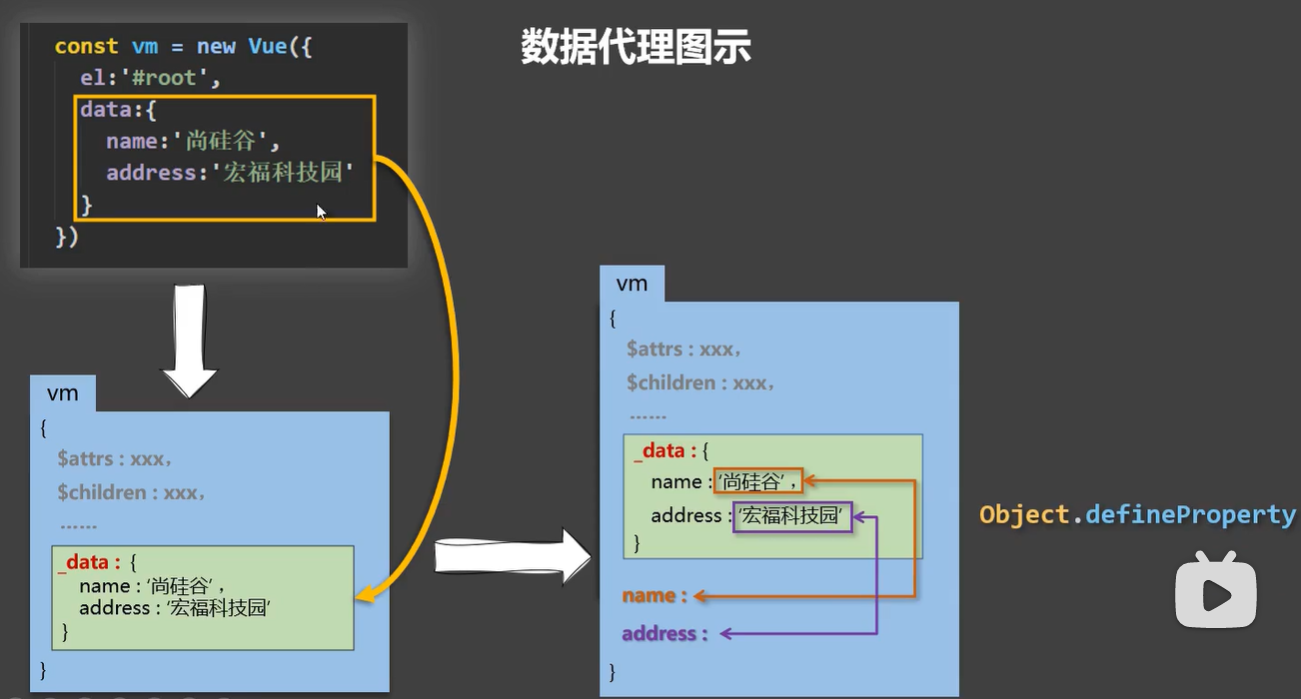 数据代理图示
const vm = new Vue({
el:'#root',
data:{
name:'尚硅谷',
address:'宏福科技园'
}
})
vm
{
$attrs : xxx，
$children : xxx，
......
_data : {
name : ‘尚硅谷’ ，
address : ‘宏福科技园’
}
}
vm
{
$attrs : xxx，
$children : xxx，
......
_data : {
name : ‘尚硅谷’ ，
address : ‘宏福科技园’
}
name :
address :
}
Object.defineProperty